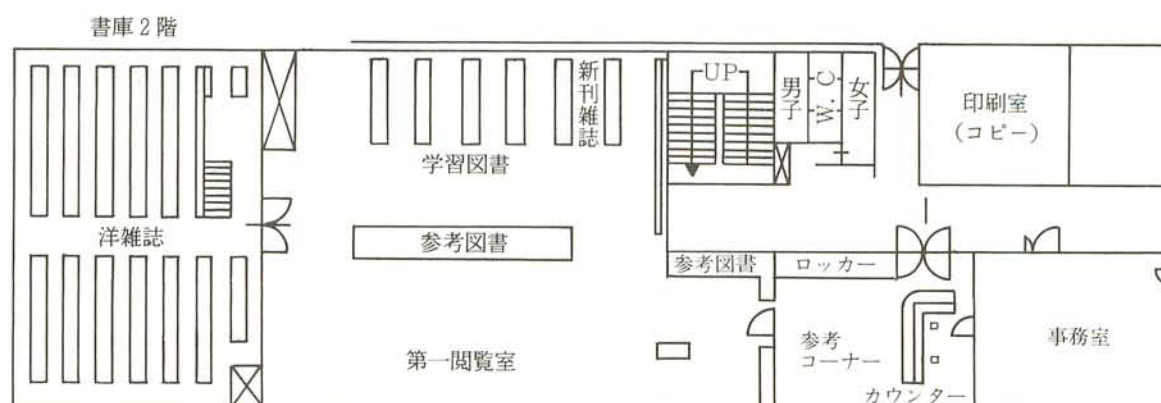 書庫2階
UP
男子
W.C
女子
新刊雑誌
印刷室
(コピー)
学習図書
洋雑誌
参考図書
参考図書
ロッカー
第一閲覧室
参考
コーナー
カウンター
事務室